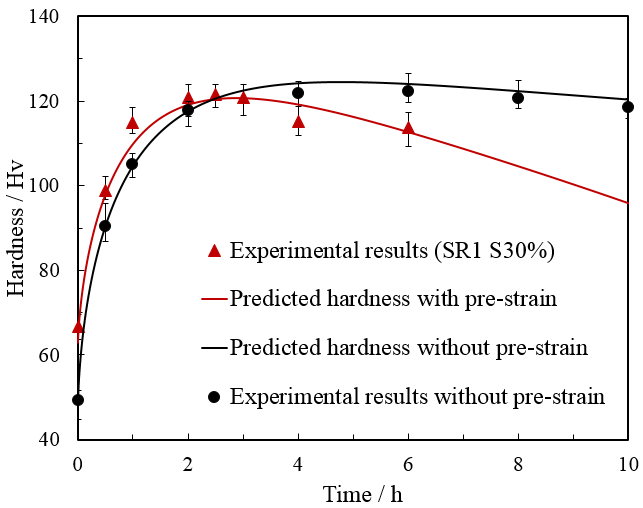 140
120
100
80
60
40
Hardness / Hv
Experimental results (SR1 S30%)
Predicted hardness with pre-strain
Predicted hardness without pre-strain
Experimental results without pre-strain
0 2 4 6 8 10
Time / h